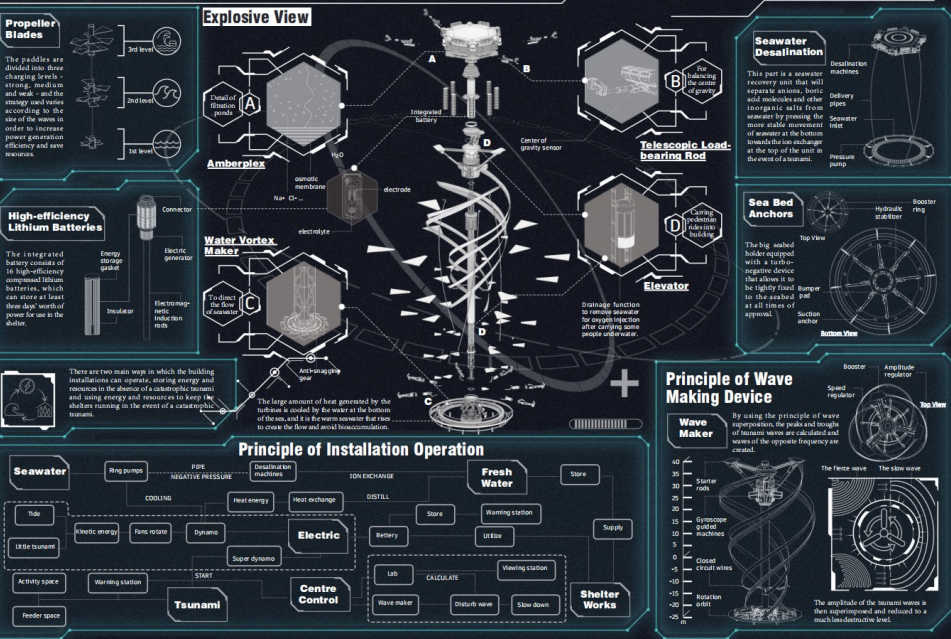 Propeller
Blades
The paddles are
divided into three
charging levels -
strong, medium
and weak - and the
strategy used varies
according to the
size of the waves in
order to increase
power generation
efficiency and save
resources.
3rd level
2nd level
1st level
High-efficiency
Lithium Batteries
The integrated
battery consists of
16 high-efficiency
compressed lithium
batteries, which
can store at least
three days' worth of
power for use in the
shelter.
Connector
Energy
storage
gasket
Electric
generator
Insulator
Electromag-
netic
induction
rods
There are two main ways in which the building
installations can operate, storing energy and
resources in the absence of a catastrophic tsunami
and using energy and resources to keep the
shelters running in the event of a catastrophic
tsunami.
Explosive View
A
B
Detail of
filtration
ponds
A
Amberplex
Integrated
battery
H₂O
osmotic
membrane
Na+ Cl- ...
electrode
electrolyte
D
Center of
gravity sensor
B
For
balancing
the centre
of gravity
Telescopic Load-
bearing Rod
Water Vortex
Maker
To direct
the flow
of seawater
C
D
Carring
pedestrian
rides into
building
Elevator
Drainage function
to remove seawater
for oxygen injection
after carrying some
people underwater.
D
Anti-snagging
gear
C
The large amount of heat generated by the
turbines is cooled by the water at the bottom
of the sea, and it is the warm seawater that rises
to create the flow and avoid bioaccumulation.
Seawater
Desalination
This part is a seawater
recovery unit that will
separate anions, boric
acid molecules and other
inorganic salts from
seawater by pressing the
more stable movement
of seawater at the bottom
towards the ion exchanger
at the top of the unit in
the event of a tsunami.
Desalination
machines
Delivery
pipes
Seawater
Inlet
Pressure
pump
Sea Bed
Anchors
The big seabed
holder equipped
with a turbo-
negative device
that allows it to
be tightly fixed
to the seabed
at all times of
approval.
Top View
Hydraulic
stabilizer
Booster
ring
Bumper
pad
Suction
anchor
Bottom View
Principle of Installation Operation
Seawater
Ring pumps
PIPE
NEGATIVE PRESSURE
Desalination
machines
ION EXCHANGE
Fresh
Water
Store
COOLING
Heat energy
Heat exchange
DISTILL
Tide
Little tsunami
Kinetic energy
Fans rotate
Dynamo
Electric
Super dynamo
Store
Bettery
Warning station
Utilize
Supply
Activity space
Feeder space
Warning station
START
Tsunami
Centre
Control
Lab
CALCULATE
Viewing station
Wave maker
Disturb wave
Slow down
Shelter
Works
Principle of Wave
Making Device
Wave
Maker
By using the principle of wave
superposition, the peaks and troughs
of tsunami waves are calculated and
waves of the opposite frequency are
created.
Booster
Amplitude
regulator
Speed
regulator
Top View
The fierce wave
The slow wave
40
35
30
25
20
15
10
5
0
-5
-10
-15
-20
-25
m
Starter
rods
Gyroscope
guided
machines
Closed
circuit wires
Rotation
orbit
The amplitude of the tsunami waves is
then superimposed and reduced to a
much less destructive level.